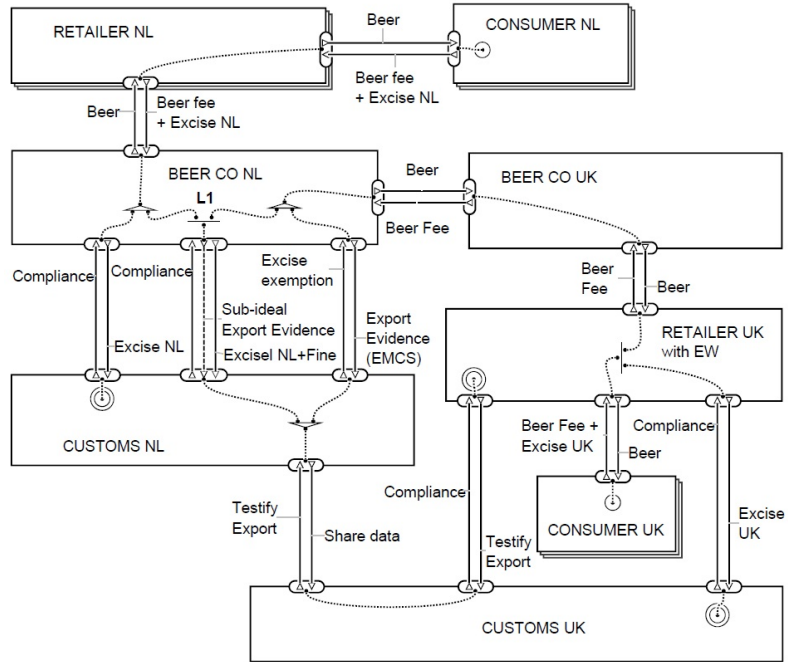 RETAILER NL
Beer
CONSUMER NL
Beer fee
+ Excise NL
Beer
Beer fee
+ Excise NL
BEER CO NL
L1
Beer
Beer Fee
BEER CO UK
Compliance
Compliance
Excise
exemption
Beer
Fee
Beer
Sub-ideal
Export Evidence
Export
Evidence
(EMCS)
Excise NL
Excisel NL+Fine
RETAILER UK
with EW
CUSTOMS NL
Beer Fee +
Excise UK
Compliance
Beer
Testify
Export
Share data
Compliance
Testify
Export
CONSUMER UK
Excise
UK
CUSTOMS UK